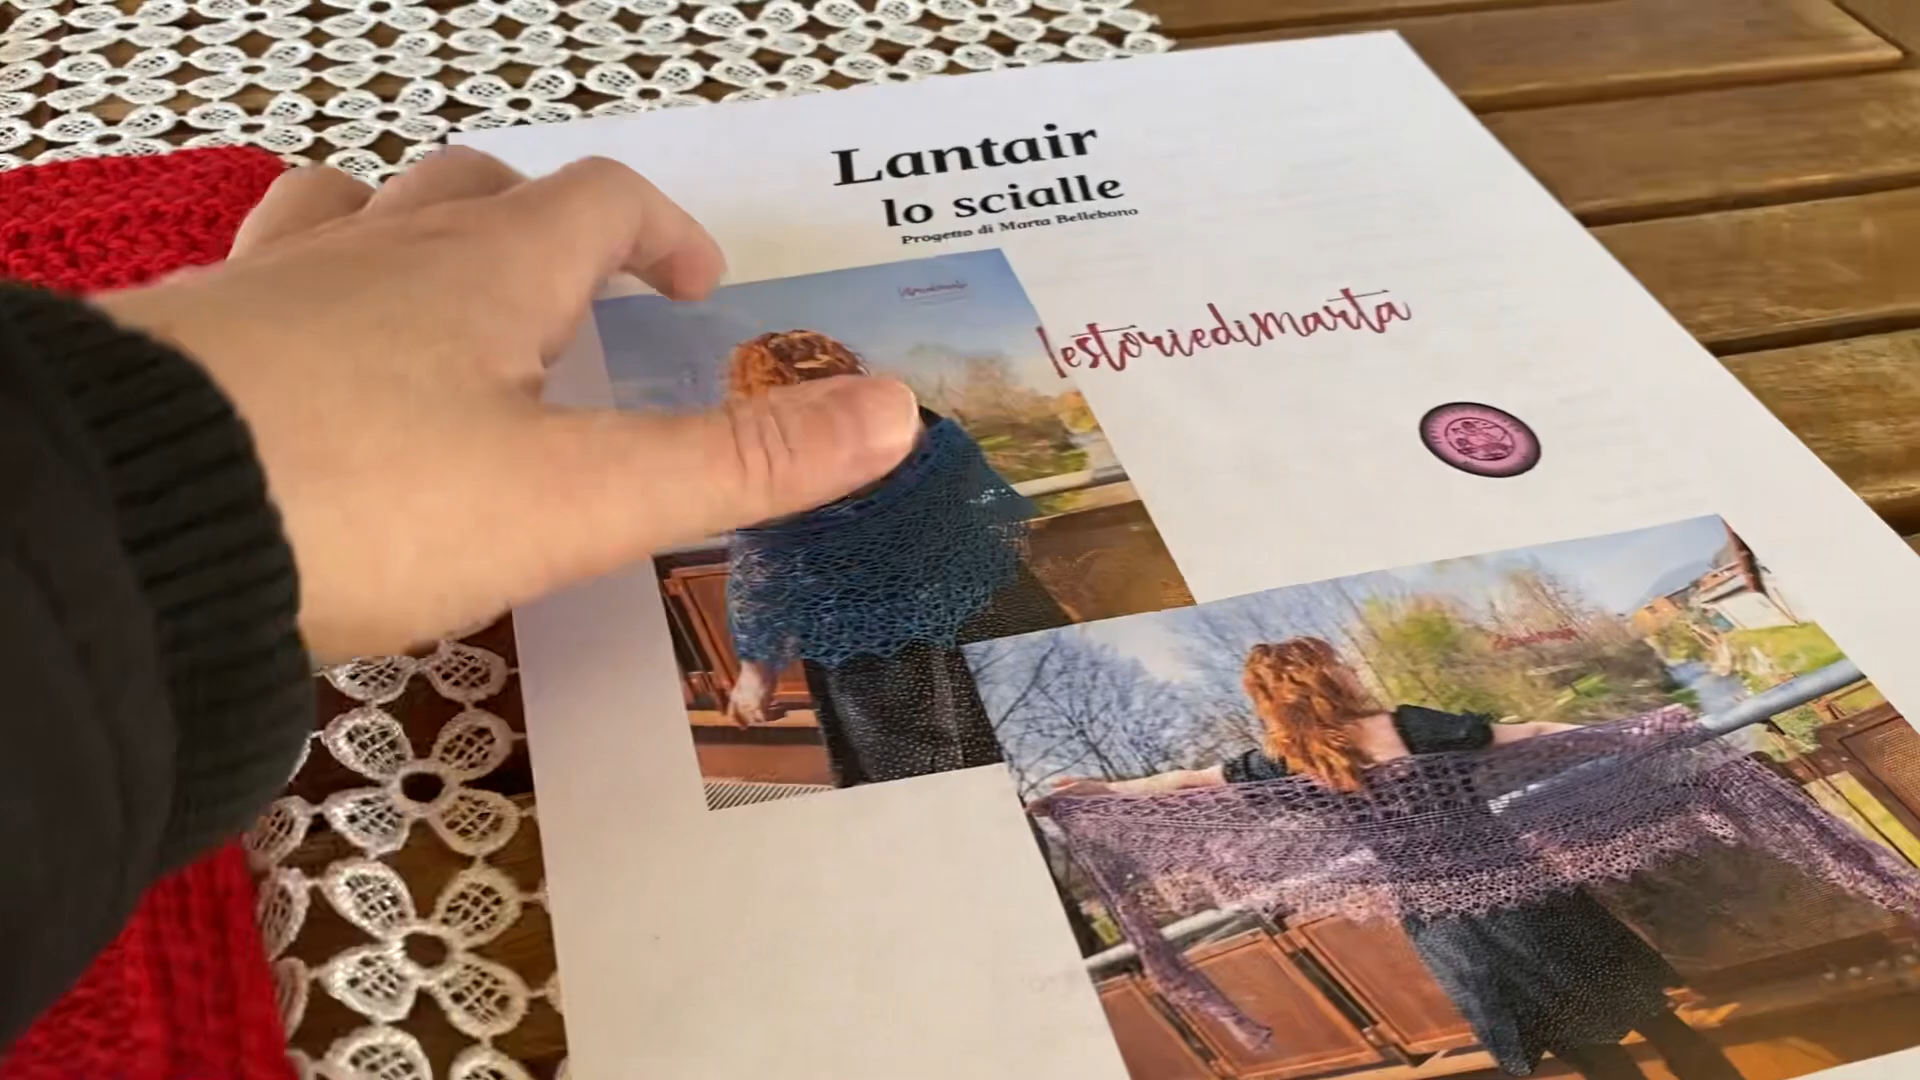 Lantair
lo scialle
Progetto di Marta Bellebono
lestoriedimarta